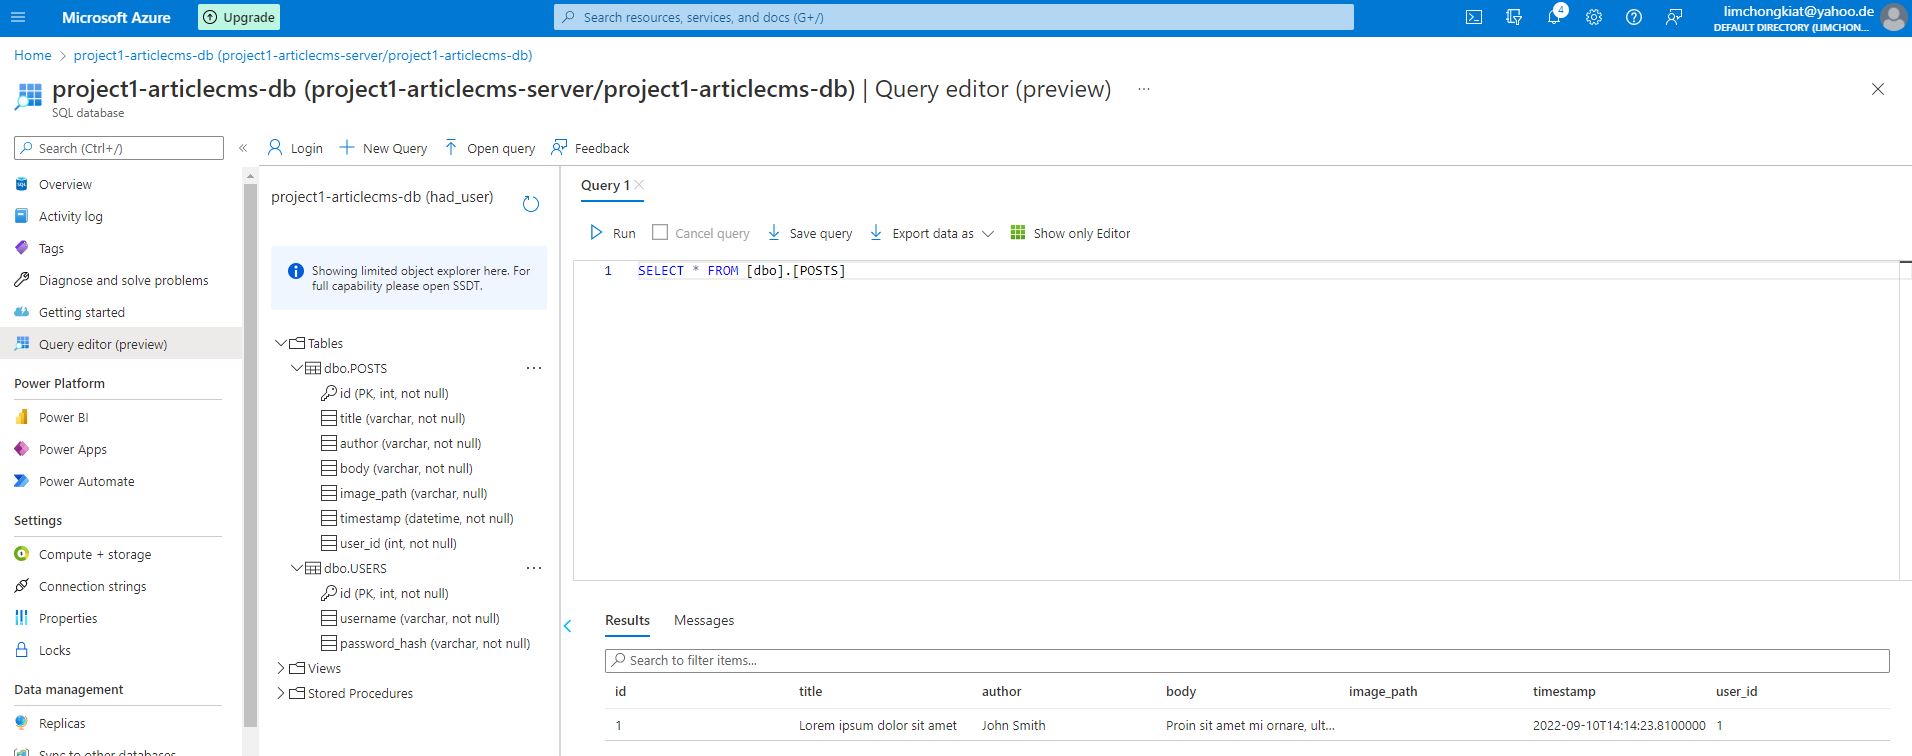 Microsoft Azure
Upgrade
Search resources, services, and docs (G+/)
4
limchongkiat@yahoo.de
DEFAULT DIRECTORY (LIMCHON...
Home > project1-articlecms-db (project1-articlecms-server/project1-articlecms-db)
project1-articlecms-db (project1-articlecms-server/project1-articlecms-db) | Query editor (preview) ...
SQL database
Search (Ctrl+/)
«
Login
New Query
Open query
Feedback
Overview
Activity log
Tags
Diagnose and solve problems
Getting started
Query editor (preview)
Power Platform
Power BI
Power Apps
Power Automate
Settings
Compute + storage
Connection strings
Properties
Locks
Data management
Replicas
Sync to other databases
project1-articlecms-db (had_user)
Showing limited object explorer here. For
full capability please open SSDT.
Tables
dbo.POSTS ...
id (PK, int, not null)
title (varchar, not null)
author (varchar, not null)
body (varchar, not null)
image_path (varchar, null)
timestamp (datetime, not null)
user_id (int, not null)
dbo.USERS ...
id (PK, int, not null)
username (varchar, not null)
password_hash (varchar, not null)
Views
Stored Procedures
Query 1
Run
Cancel query
Save query
Export data as
Show only Editor
1 SELECT * FROM [dbo].[POSTS]
Results Messages
Search to filter items...
id title author body image_path timestamp user_id
1 Lorem ipsum dolor sit amet John Smith Proin sit amet mi ornare, ult... 2022-09-10T14:14:23.8100000 1